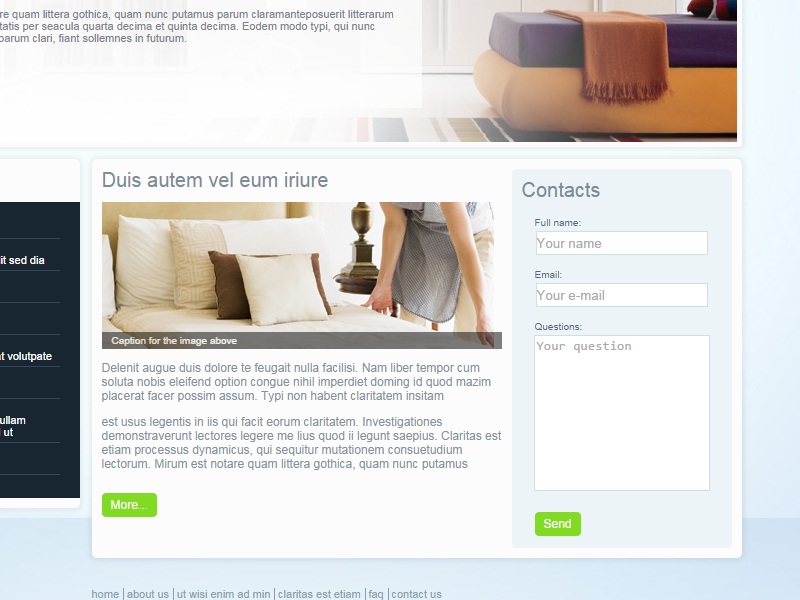 re quam littera gothica, quam nunc putamus parum claramanteposuerit litterarum
tatis per seacula quarta decima et quinta decima. Eodem modo typi, qui nunc
parum clari, fiant sollemnes in futurum.
it sed dia
t volutpate
ullam
ut
Duis autem vel eum iriure
Caption for the image above
Delenit augue duis dolore te feugait nulla facilisi. Nam liber tempor cum
soluta nobis eleifend option congue nihil imperdiet doming id quod mazim
placerat facer possim assum. Typi non habent claritatem insitam
est usus legentis in iis qui facit eorum claritatem. Investigationes
demonstraverunt lectores legere me lius quod ii legunt saepius. Claritas est
etiam processus dynamicus, qui sequitur mutationem consuetudium
lectorum. Mirum est notare quam littera gothica, quam nunc putamus
More...
Contacts
Full name:
Your name
Email:
Your e-mail
Questions:
Your question
Send
home | about us | ut wisi enim ad min | claritas est etiam | faq | contact us